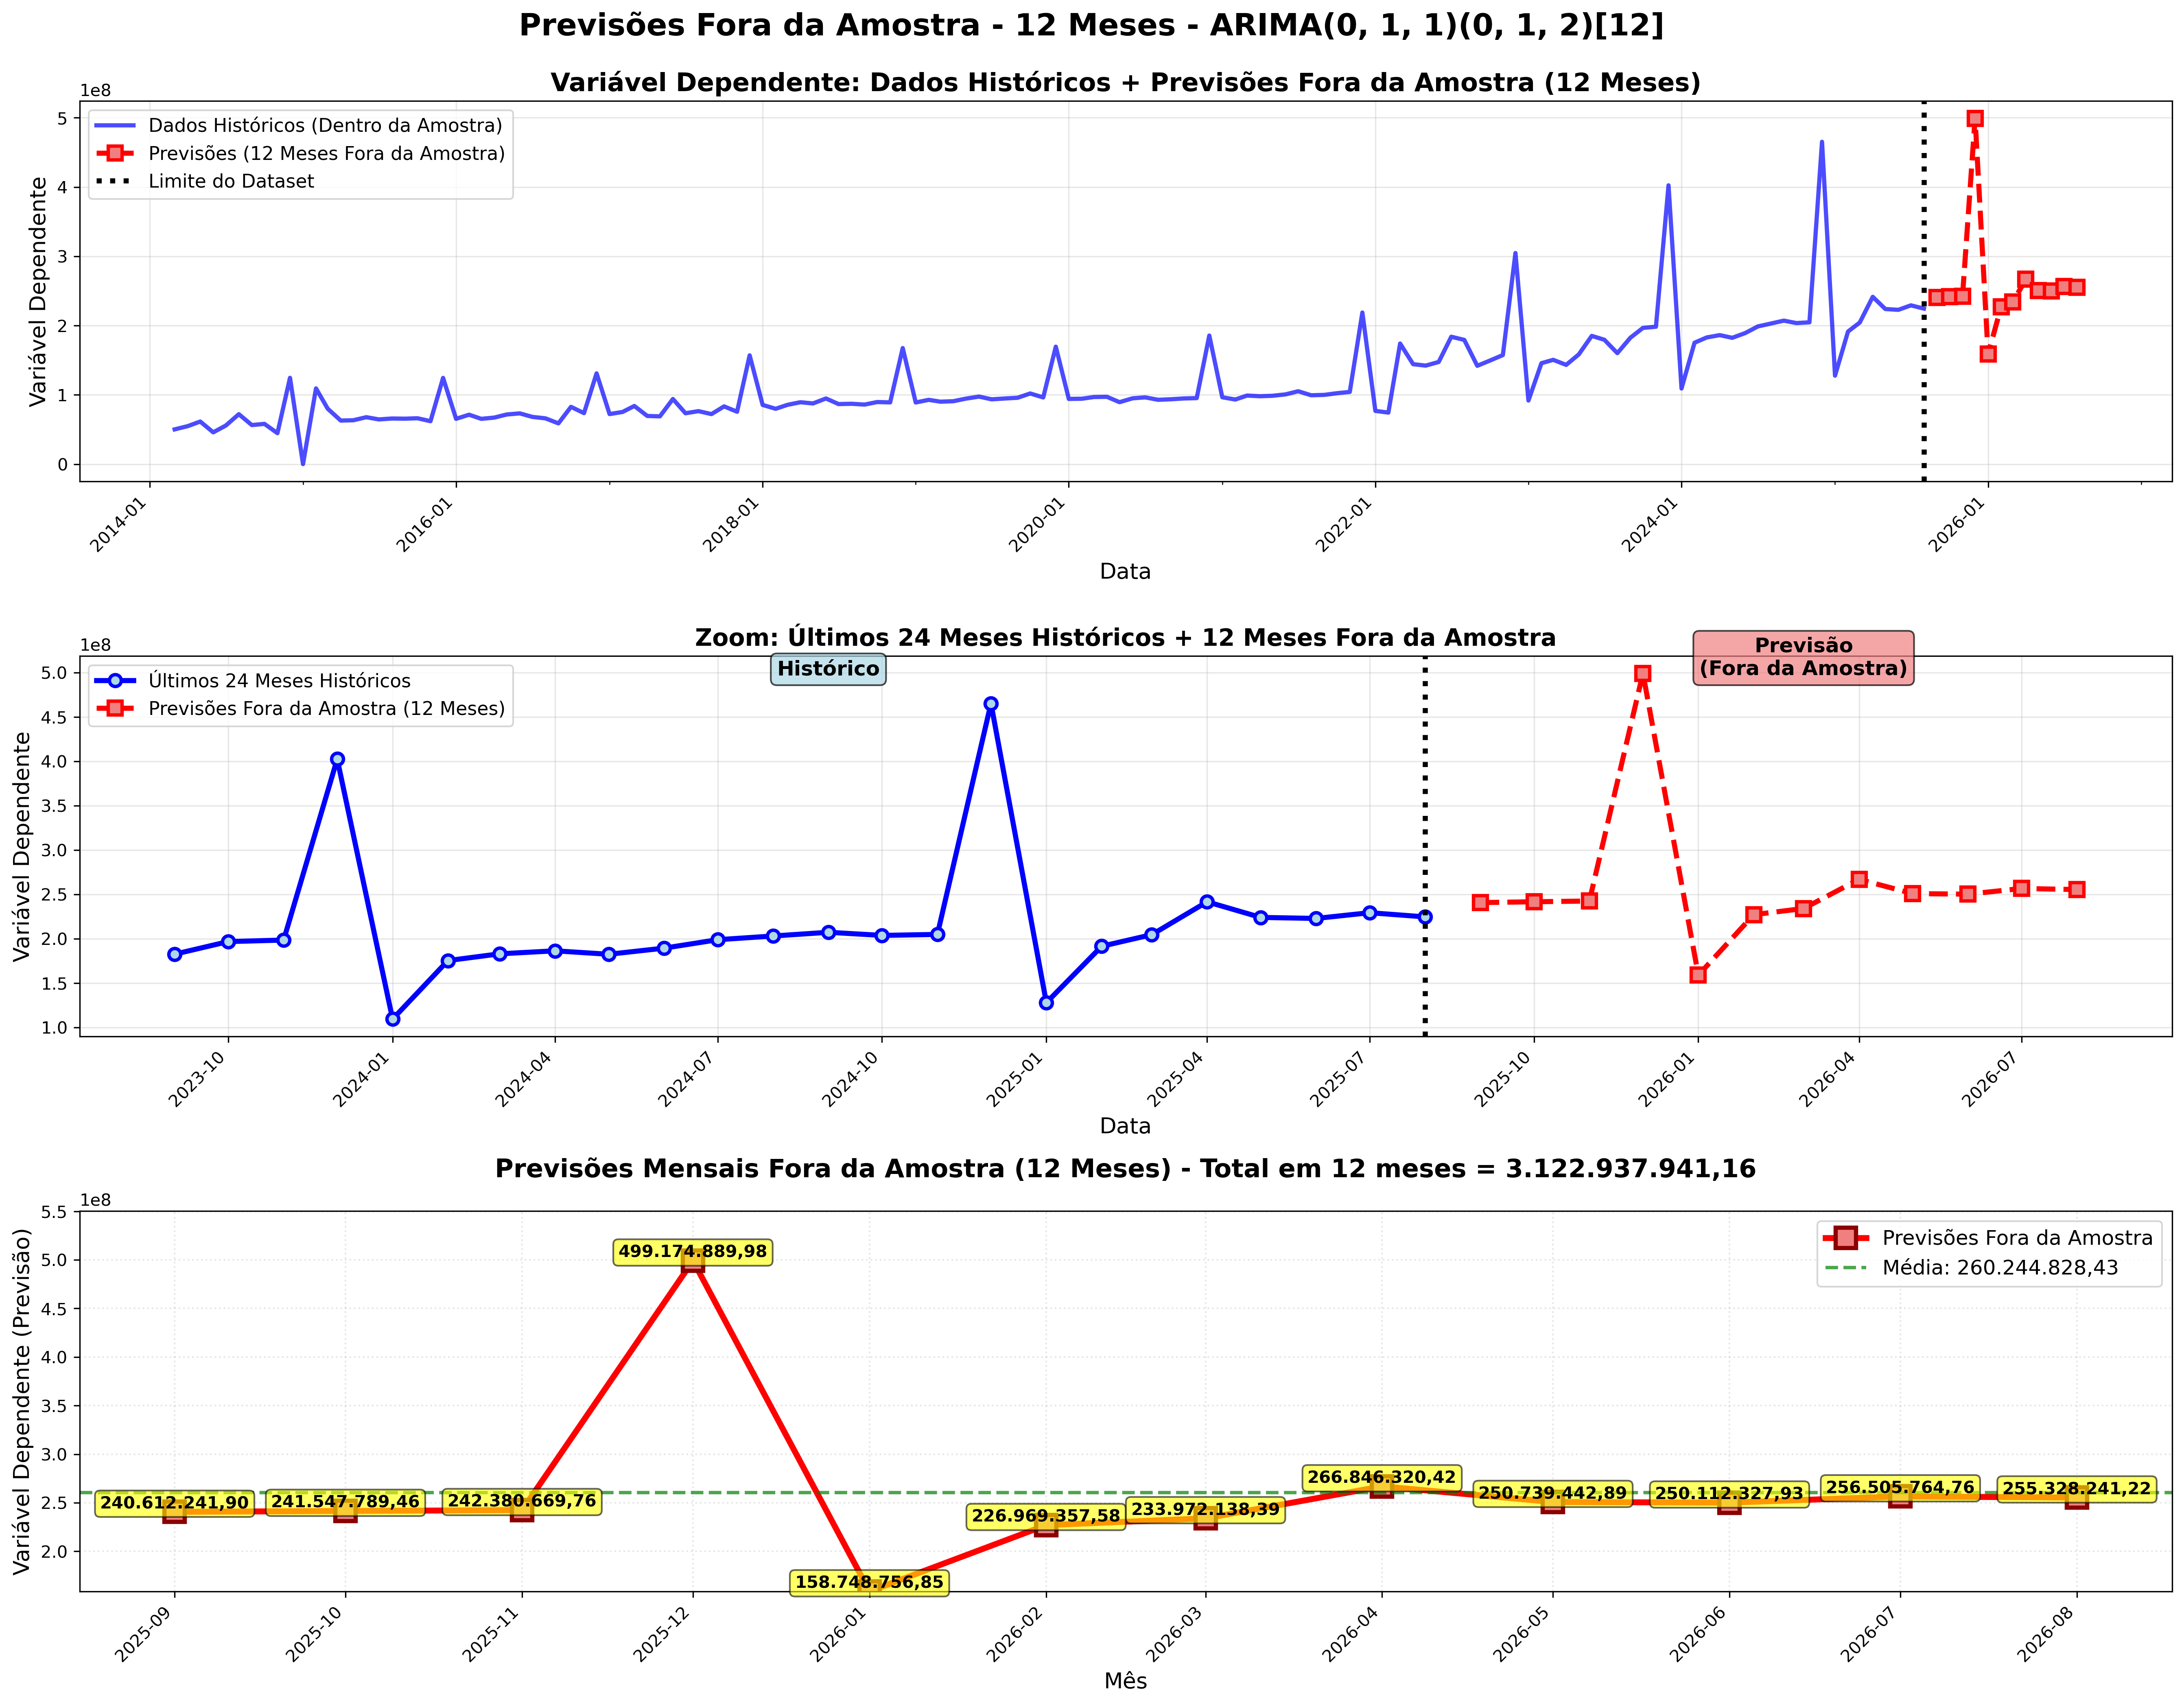 Previsões Fora da Amostra - 12 Meses - ARIMA(0, 1, 1)(0, 1, 2)[12]
Variável Dependente: Dados Históricos + Previsões Fora da Amostra (12 Meses)
1e8
Dados Históricos (Dentro da Amostra)
Previsões (12 Meses Fora da Amostra)
Limite do Dataset
Variável Dependente
5
4
3
2
1
0
2014-01
2016-01
2018-01
2020-01
2022-01
2024-01
2026-01
Data
Zoom: Últimos 24 Meses Históricos + 12 Meses Fora da Amostra
1e8
Últimos 24 Meses Históricos
Previsões Fora da Amostra (12 Meses)
Histórico
Previsão
(Fora da Amostra)
Variável Dependente
5.0
4.5
4.0
3.5
3.0
2.5
2.0
1.5
1.0
2023-10
2024-01
2024-04
2024-07
2024-10
2025-01
2025-04
2025-07
2025-10
2026-01
2026-04
2026-07
Data
Previsões Mensais Fora da Amostra (12 Meses) - Total em 12 meses = 3.122.937.941,16
1e8
Previsões Fora da Amostra
Média: 260.244.828,43
Variável Dependente (Previsão)
5.5
5.0
4.5
4.0
3.5
3.0
2.5
2.0
240.612.241,90
241.547.789,46
242.380.669,76
499.174.889,98
158.748.756,85
226.969.357,58
233.972.138,39
266.846.320,42
250.739.442,89
250.112.327,93
256.505.764,76
255.328.241,22
2025-09
2025-10
2025-11
2025-12
2026-01
2026-02
2026-03
2026-04
2026-05
2026-06
2026-07
2026-08
Mês